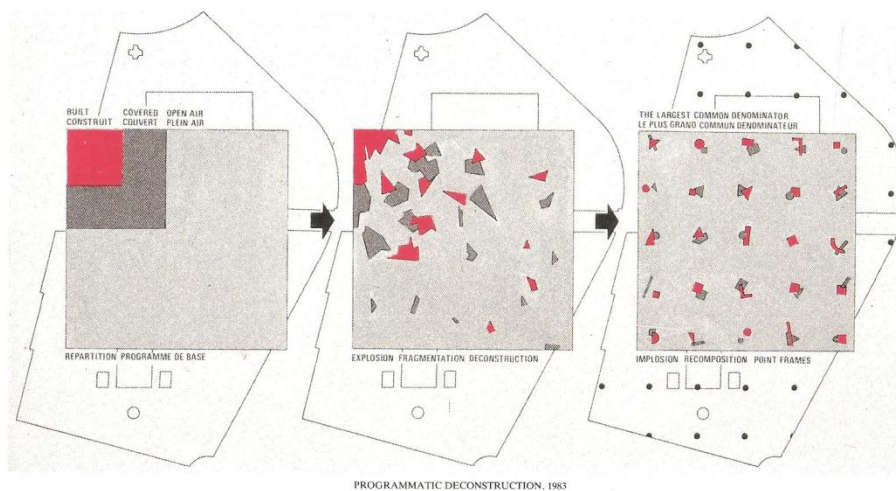 BUILT COVERED OPEN AIR
CONSTRUIT COUVERT PLEIN AIR
REPARTITION PROGRAMME DE BASE
EXPLOSION FRAGMENTATION DECONSTRUCTION
THE LARGEST COMMON DENOMINATOR
LE PLUS GRAND COMMUN DENOMINATEUR
IMPLOSION RECOMPOSITION POINT FRAMES
PROGRAMMATIC DECONSTRUCTION, 1983